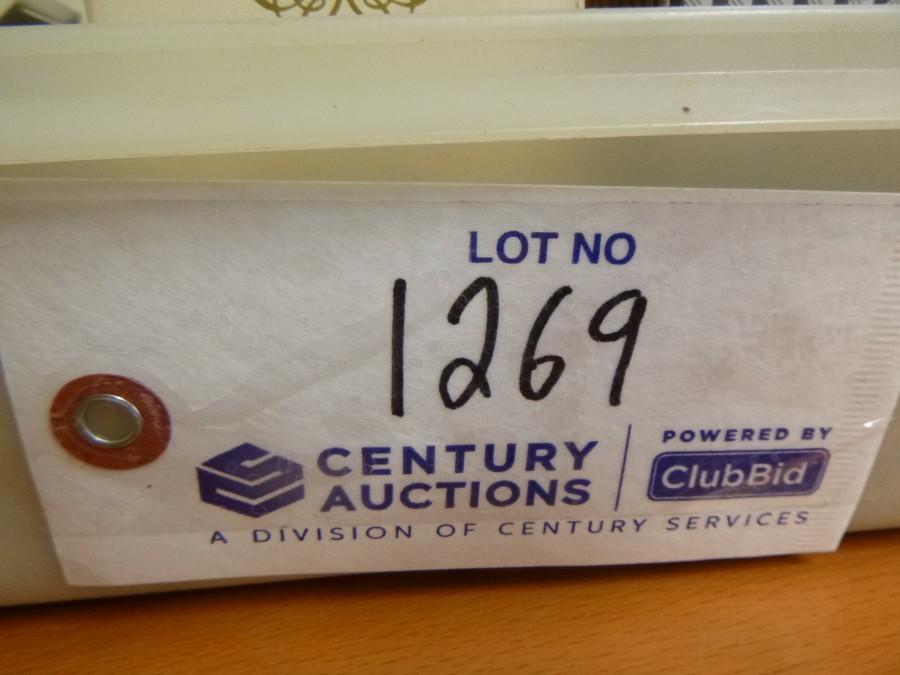 LOT NO
1269
CENTURY
AUCTIONS
POWERED BY
ClubBid
A DIVISION OF CENTURY SERVICES